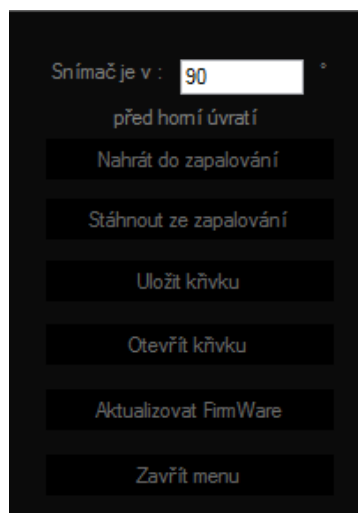 Snímač je v : 90 °
před horní úvratí
Nahrát do zapalování
Stáhnout ze zapalování
Uložit křivku
Otevřít křivku
Aktualizovat FirmWare
Zavřít menu